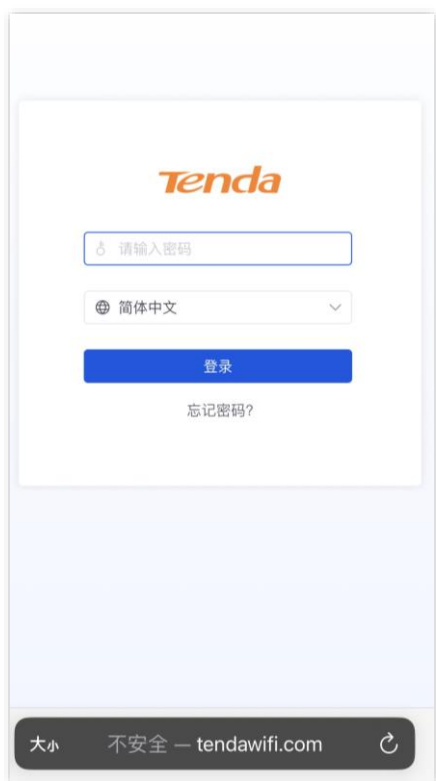 Tenda
请输入密码
简体中文
登录
忘记密码?
大小 不安全 — tendawifi.com